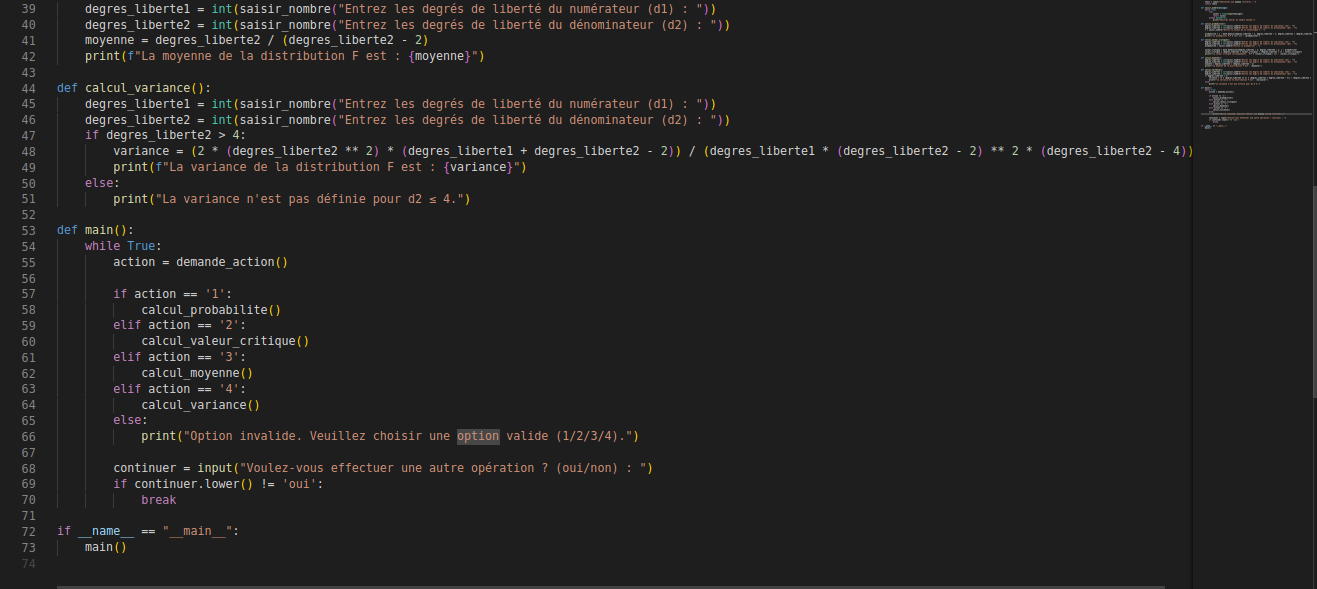 39 degres_liberte1 = int(saisir_nombre("Entrez les degrés de liberté du numérateur (d1) : "))
40 degres_liberte2 = int(saisir_nombre("Entrez les degrés de liberté du dénominateur (d2) : "))
41 moyenne = degres_liberte2 / (degres_liberte2 - 2)
42 print(f"La moyenne de la distribution F est : {moyenne}")
43
44 def calcul_variance():
45 degres_liberte1 = int(saisir_nombre("Entrez les degrés de liberté du numérateur (d1) : "))
46 degres_liberte2 = int(saisir_nombre("Entrez les degrés de liberté du dénominateur (d2) : "))
47 if degres_liberte2 > 4:
48 variance = (2 * (degres_liberte2 ** 2) * (degres_liberte1 + degres_liberte2 - 2)) / (degres_liberte1 * (degres_liberte2 - 2) ** 2 * (degres_liberte2 - 4))
49 print(f"La variance de la distribution F est : {variance}")
50 else:
51 print("La variance n'est pas définie pour d2 ≤ 4.")
52
53 def main():
54 while True:
55 action = demande_action()
56
57 if action == '1':
58 calcul_probabilite()
59 elif action == '2':
60 calcul_valeur_critique()
61 elif action == '3':
62 calcul_moyenne()
63 elif action == '4':
64 calcul_variance()
65 else:
66 print("Option invalide. Veuillez choisir une option valide (1/2/3/4).")
67
68 continuer = input("Voulez-vous effectuer une autre opération ? (oui/non) : ")
69 if continuer.lower() != 'oui':
70 break
71
72 if __name__ == "__main__":
73 main()
74